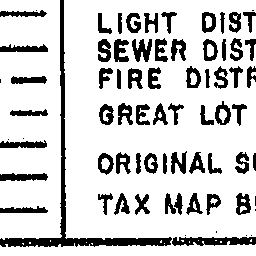 LIGHT DIST
SEWER DIST
FIRE DISTR
GREAT LOT
ORIGINAL
TAX MAP